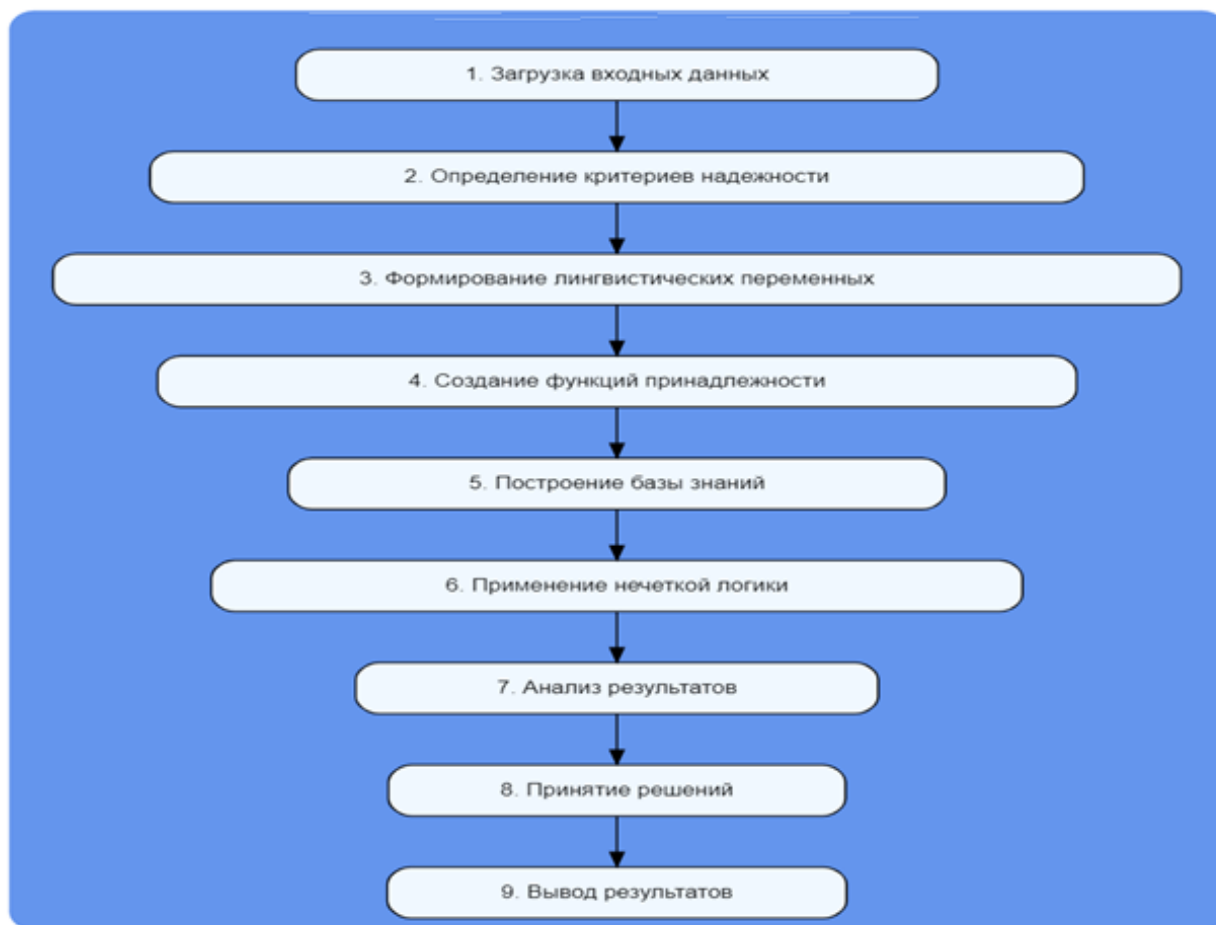 1. Загрузка входных данных
2. Определение критериев надежности
3. Формирование лингвистических переменных
4. Создание функций принадлежности
5. Построение базы знаний
6. Применение нечеткой логики
7. Анализ результатов
8. Принятие решений
9. Вывод результатов